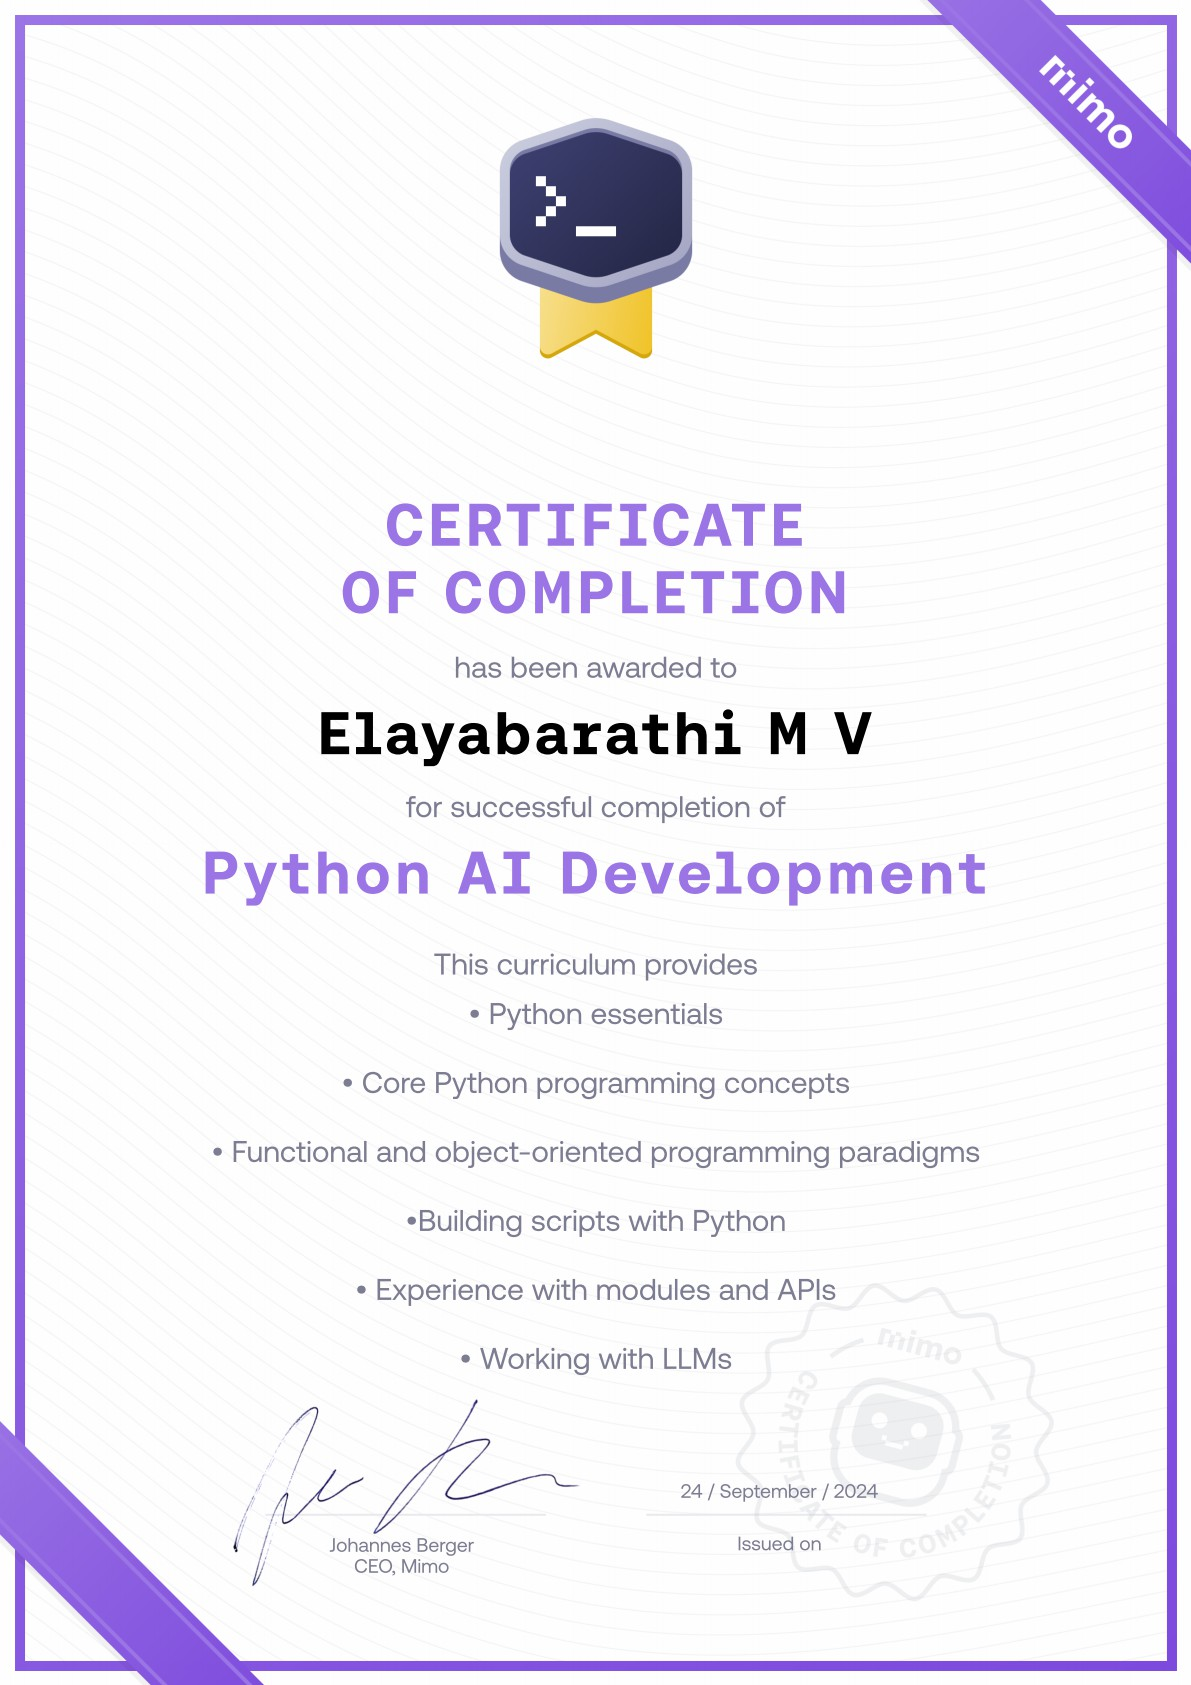 mimo
>_
CERTIFICATE
OF COMPLETION
has been awarded to
Elayabarathi M V
for successful completion of
Python AI Development
This curriculum provides
• Python essentials
• Core Python programming concepts
• Functional and object-oriented programming paradigms
•Building scripts with Python
• Experience with modules and APIs
• Working with LLMs
mimo
CERTIFICATE OF COMPLETION
24 / September / 2024
Johannes Berger
CEO, Mimo
Issued on